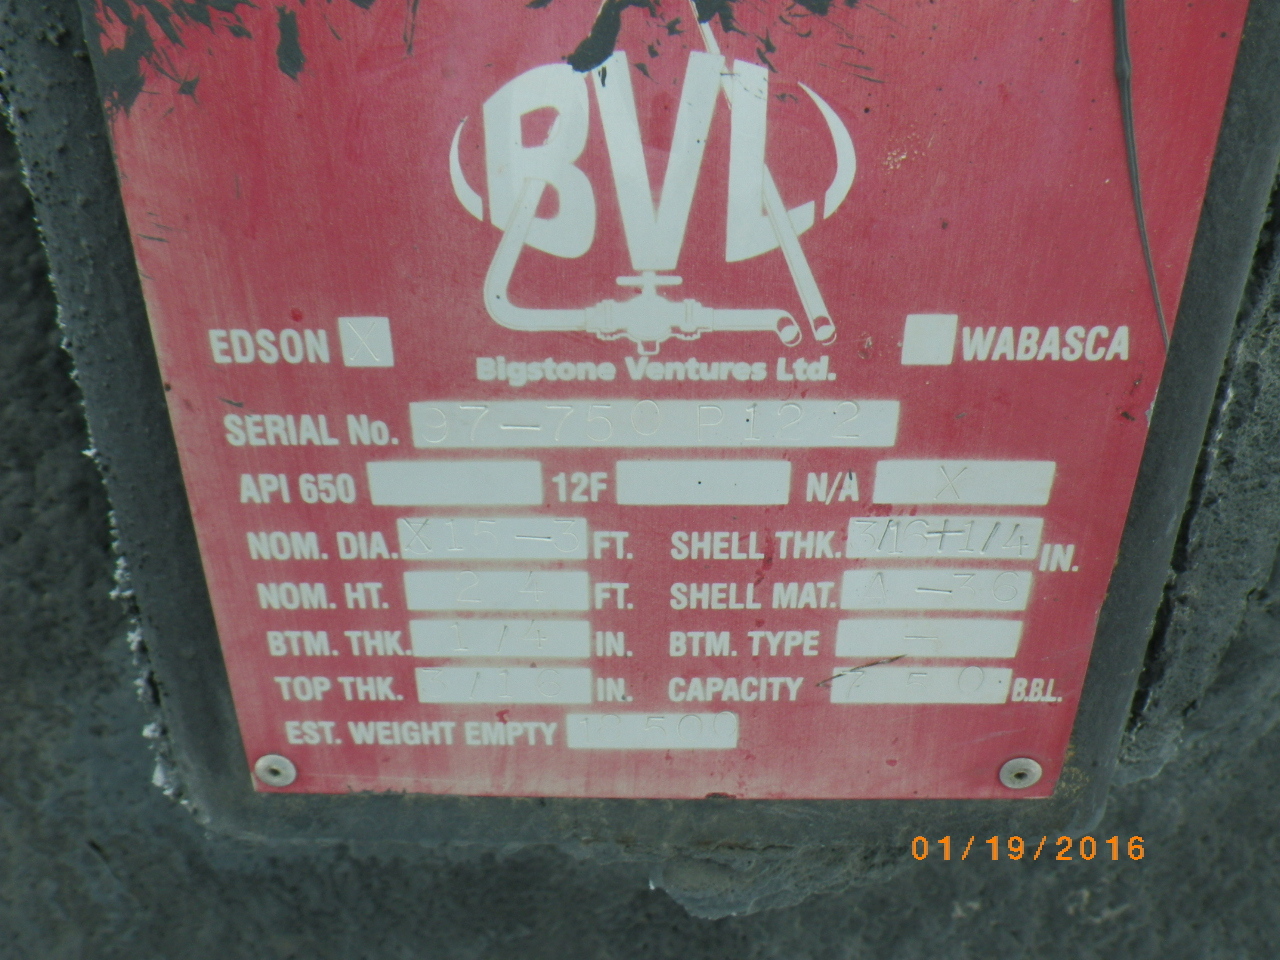 BVL
EDSON X WABASCA
Bigstone Ventures Ltd.
SERIAL No. 97-750 P122
API 650 12F N/A X
NOM. DIA. X15-3 FT. SHELL THK. 3/16+1/4 IN.
NOM. HT. 24 FT. SHELL MAT. A-36
BTM. THK. 1/4 IN. BTM. TYPE -
TOP THK. 3/16 IN. CAPACITY 750 B.B.L.
EST. WEIGHT EMPTY
01/19/2016